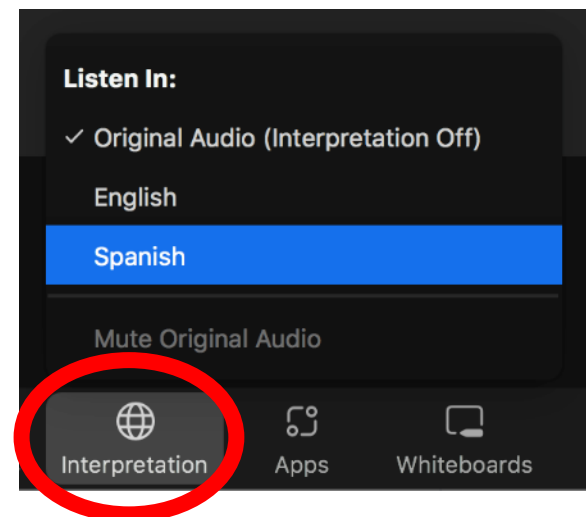 Listen In:
✓ Original Audio (Interpretation Off)
English
Spanish
Mute Original Audio
Interpretation Apps Whiteboards